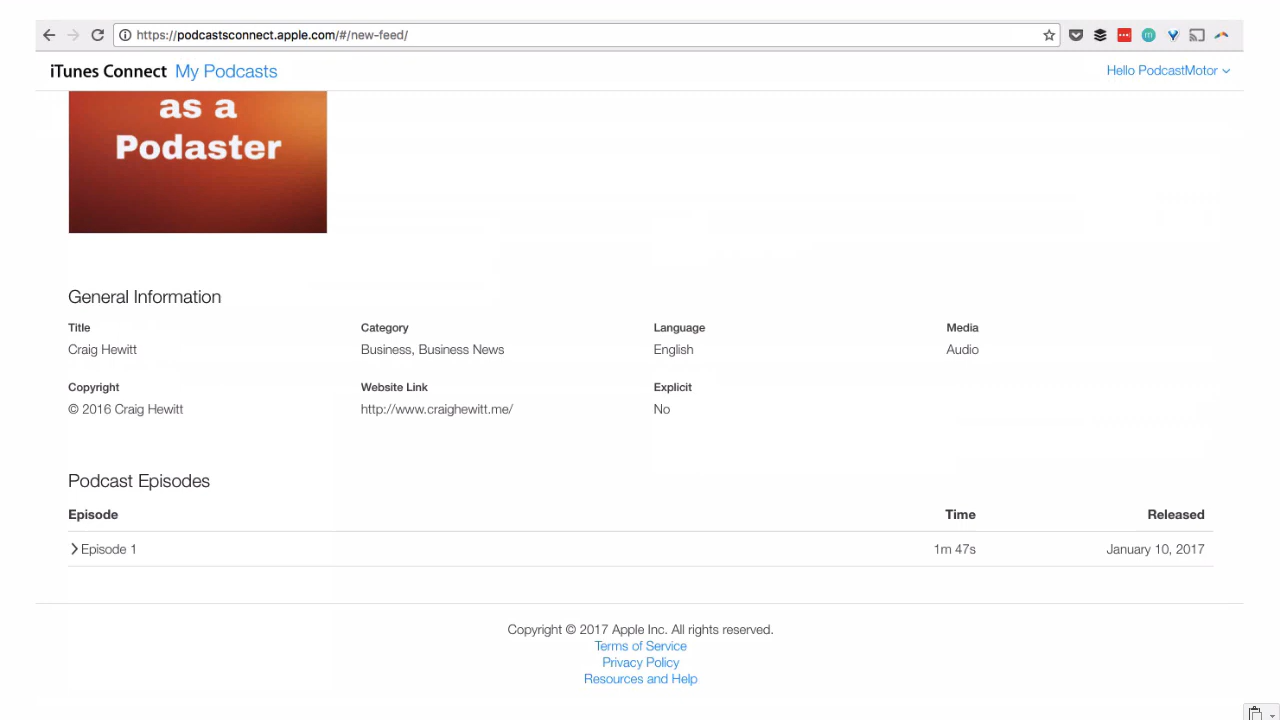 https://podcastsconnect.apple.com/#/new-feed/
iTunes Connect My Podcasts Hello PodcastMotor
as a
Podaster
General Information
Title Category Language Media
Craig Hewitt Business, Business News English Audio
Copyright Website Link Explicit
© 2016 Craig Hewitt http://www.craighewitt.me/ No
Podcast Episodes
Episode Time Released
Episode 1 1m 47s January 10, 2017
Copyright © 2017 Apple Inc. All rights reserved.
Terms of Service
Privacy Policy
Resources and Help